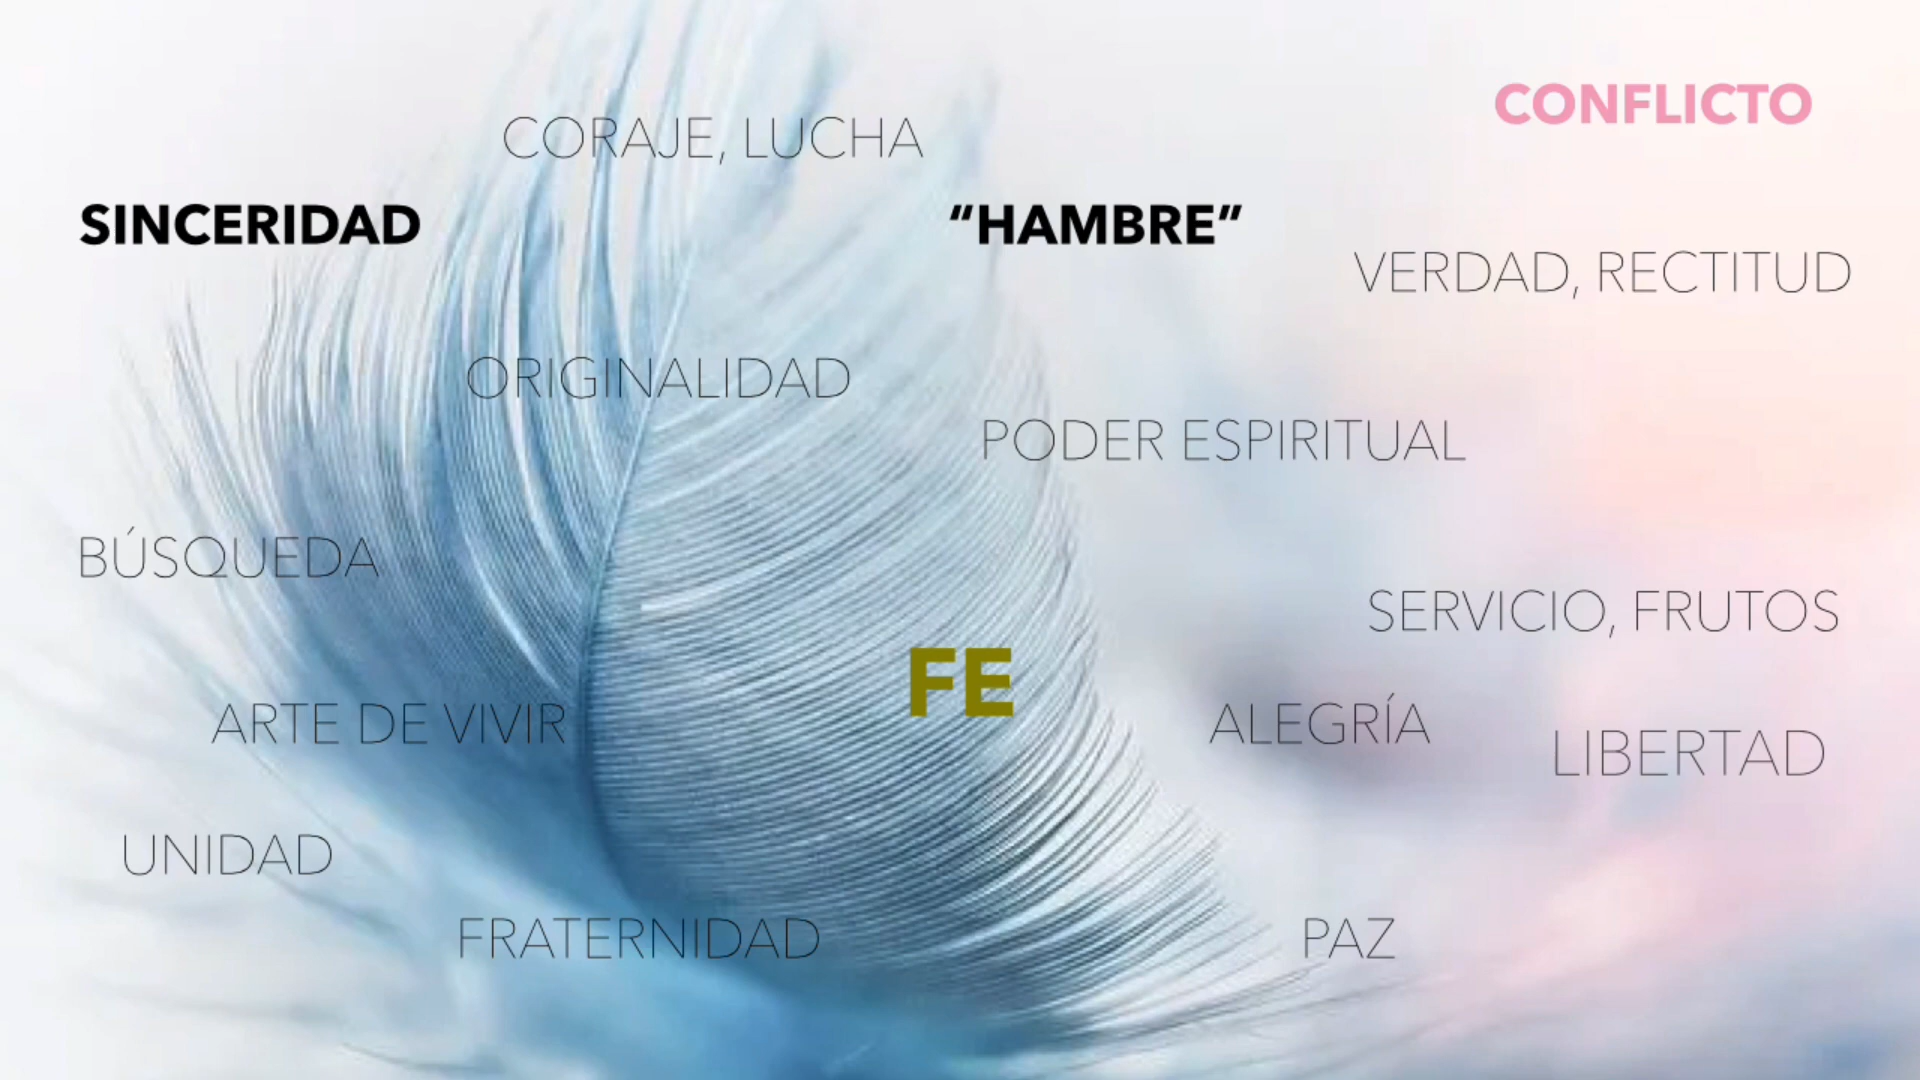 CONFLICTO
CORAJE, LUCHA
SINCERIDAD
“HAMBRE”
VERDAD, RECTITUD
ORIGINALIDAD
PODER ESPIRITUAL
BÚSQUEDA
SERVICIO, FRUTOS
FE
ARTE DE VIVIR
ALEGRÍA
LIBERTAD
UNIDAD
FRATERNIDAD
PAZ